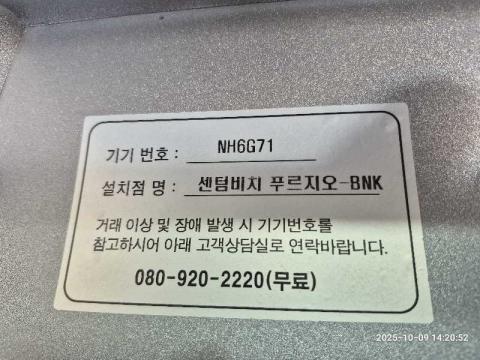 기기 번호 : NH6G71
설치점 명 : 센텀비치 푸르지오-BNK
거래 이상 및 장애 발생 시 기기번호를
참고하시어 아래 고객상담실로 연락바랍니다.
080-920-2220(무료)
2025-10-09 14:20:52